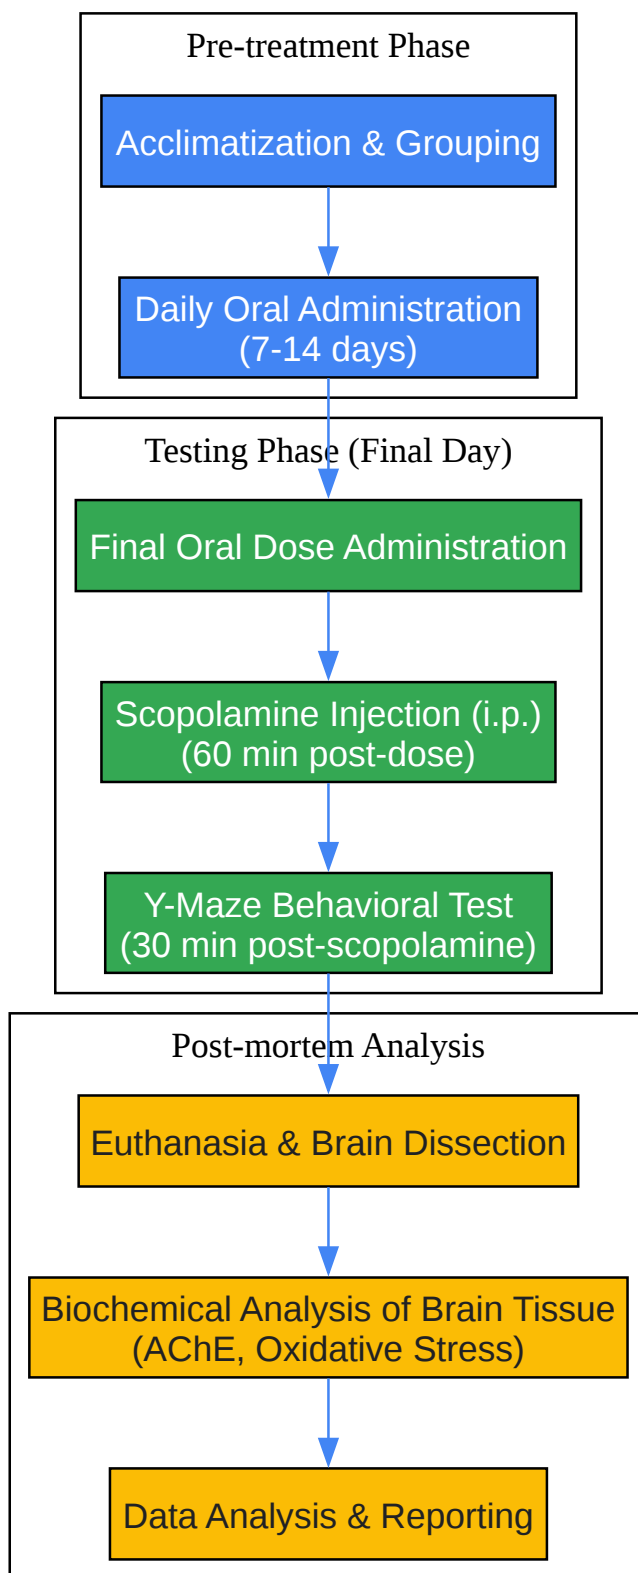 Pre-treatment Phase
Acclimatization & Grouping
Daily Oral Administration
(7-14 days)
Testing Phase (Final Day)
Final Oral Dose Administration
Scopolamine Injection (i.p.)
(60 min post-dose)
Y-Maze Behavioral Test
(30 min post-scopolamine)
Post-mortem Analysis
Euthanasia & Brain Dissection
Biochemical Analysis of Brain Tissue
(AChE, Oxidative Stress)
Data Analysis & Reporting